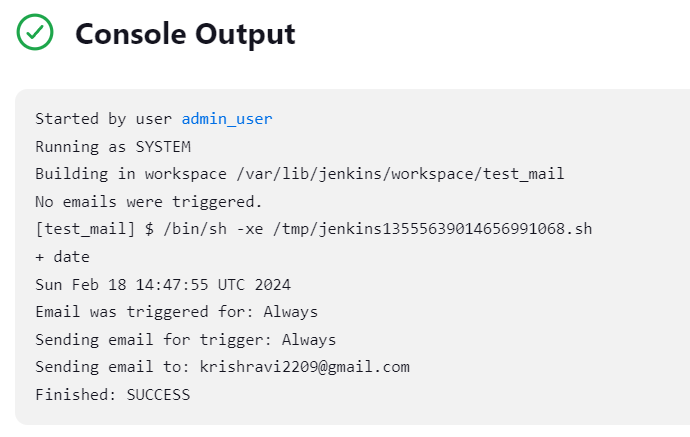 Console Output
Started by user admin_user
Running as SYSTEM
Building in workspace /var/lib/jenkins/workspace/test_mail
No emails were triggered.
[test_mail] $ /bin/sh -xe /tmp/jenkins13555639014656991068.sh
+ date
Sun Feb 18 14:47:55 UTC 2024
Email was triggered for: Always
Sending email for trigger: Always
Sending email to: krishravi2209@gmail.com
Finished: SUCCESS